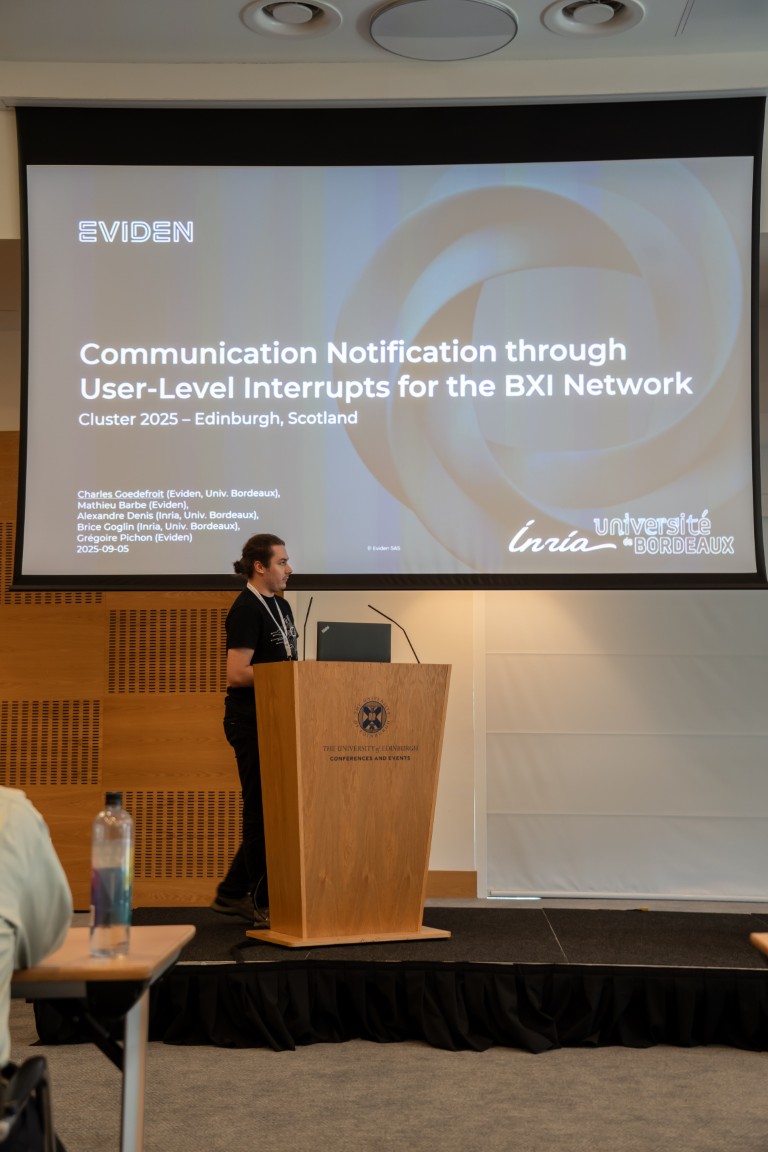 EVIDEN
Communication Notification through
User-Level Interrupts for the BXI Network
Cluster 2025 – Edinburgh, Scotland
Charles Goedefroit (Eviden, Univ. Bordeaux),
Mathieu Barbe (Eviden),
Alexandre Denis (Inria, Univ. Bordeaux),
Brice Goglin (Inria, Univ. Bordeaux),
Grégoire Pichon (Eviden)
2025-09-05
© Eviden SAS
Inria
université
de BORDEAUX
THE UNIVERSITY of EDINBURGH
CONFERENCES AND EVENTS